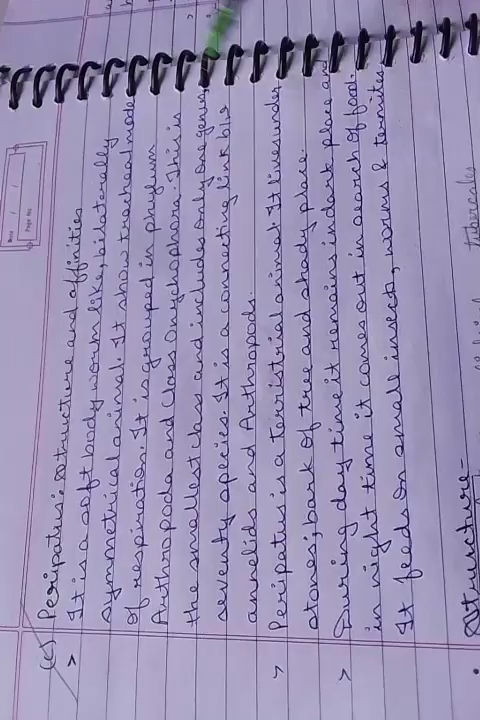 (c) Peripatus: structure and affinities
> It is a soft body worm like, bilaterally
symmetrical animal. It show tracheal mode
of respiration. It is grouped in phylum
Arthropoda and class Onychophora. This is
the smallest class and includes only one genus,
seventy species. It is a connecting link b/s
annelids and Arthropods.
> Peripatus is a terristrial animal. It lives under
stones, bark of tree and shady place.
> During day time it remains in dark place and
in night time it comes out in search of food.
It feeds on small insects, worms & termites
• Structure-
tubercules
Date / /
Page No.